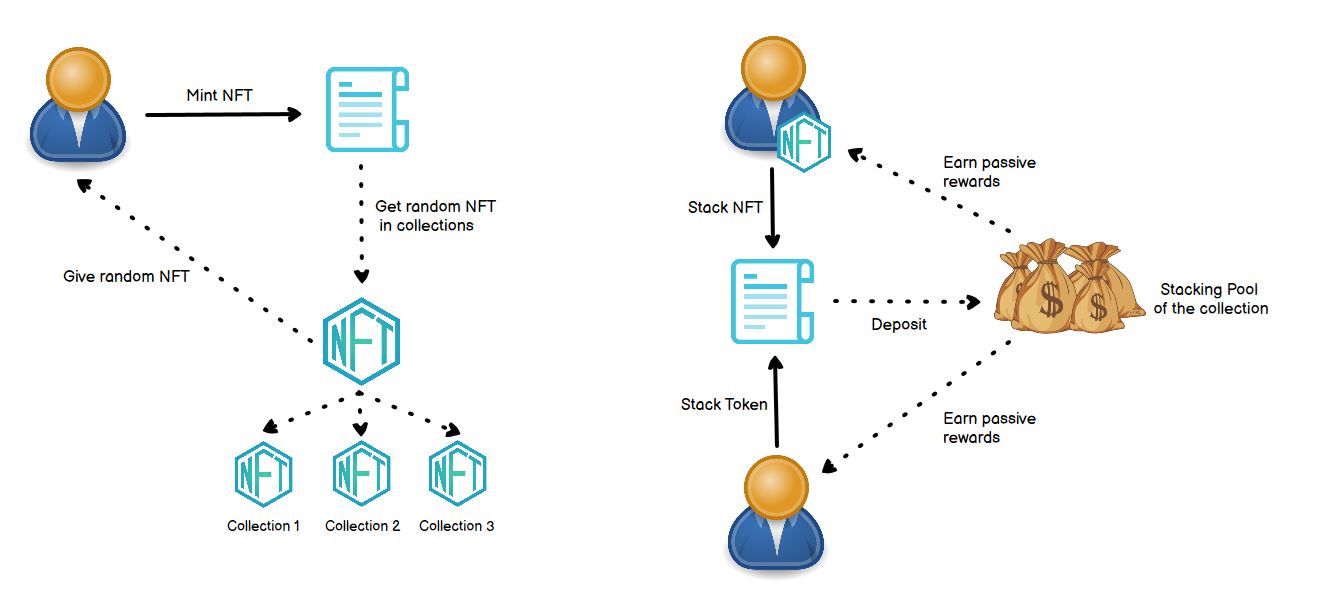 Mint NFT
Get random NFT
in collections
Give random NFT
NFT
NFT
NFT
NFT
Collection 1
Collection 2
Collection 3
NFT
Earn passive
rewards
Stack NFT
$
$
Stacking Pool
of the collection
Deposit
Stack Token
Earn passive
rewards